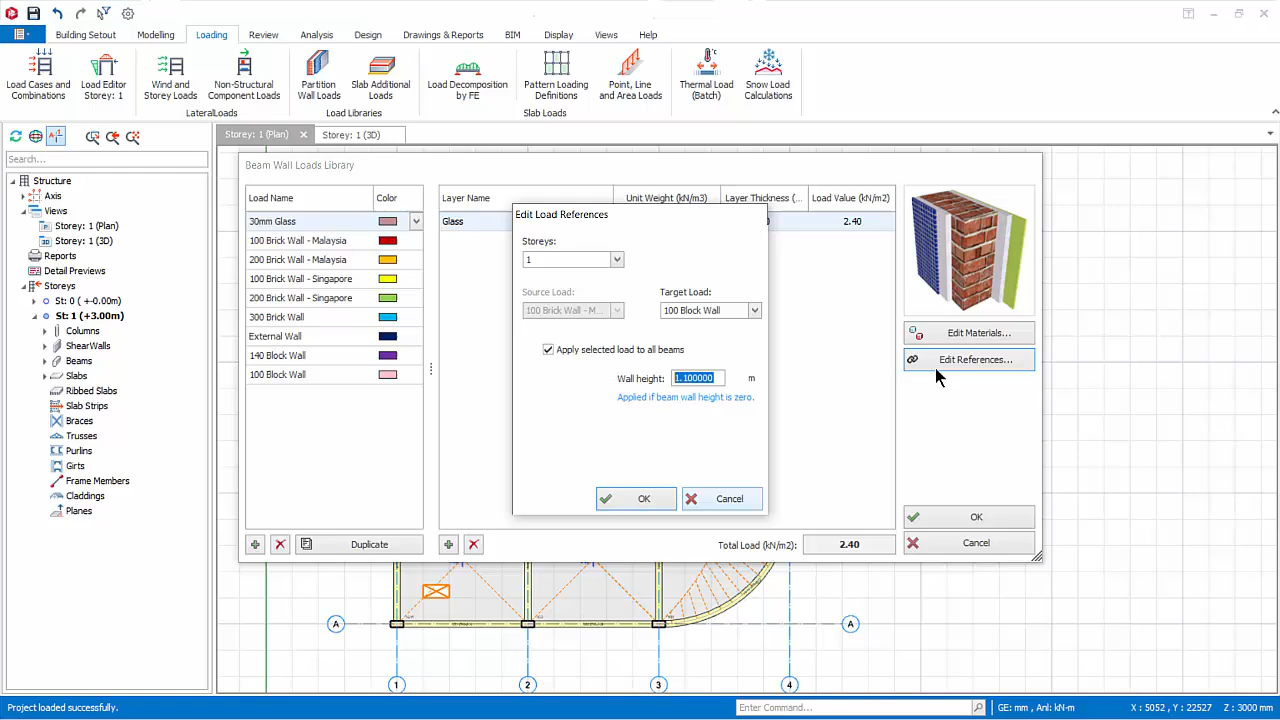 Building Setout Modelling Loading Review Analysis Design Drawings & Reports BIM Display Views Help
Load Cases and Combinations
Load Editor Storey: 1
Wind and Storey Loads
Non-Structural Component Loads
Partition Wall Loads
Slab Additional Loads
Load Decomposition by FE
Pattern Loading Definitions
Point, Line and Area Loads
Thermal Load (Batch)
Snow Load Calculations
LateralLoads
Load Libraries
Slab Loads
Storey: 1 (Plan)
Storey: 1 (3D)
Search...
Structure
Axis
Views
Storey: 1 (Plan)
Storey: 1 (3D)
Reports
Detail Previews
Storeys
St: 0 ( +-0.00m)
St: 1 (+3.00m)
Columns
ShearWalls
Beams
Slabs
Ribbed Slabs
Slab Strips
Braces
Trusses
Purlins
Girts
Frame Members
Claddings
Planes
Beam Wall Loads Library
Load Name Color
30mm Glass
100 Brick Wall - Malaysia
200 Brick Wall - Malaysia
100 Brick Wall - Singapore
200 Brick Wall - Singapore
300 Brick Wall
External Wall
140 Block Wall
100 Block Wall
Duplicate
Layer Name Unit Weight (kN/m3) Layer Thickness (... Load Value (kN/m2)
Glass 2.40
Edit Load References
Storeys:
1
Source Load: Target Load:
100 Brick Wall - M... 100 Block Wall
Apply selected load to all beams
Wall height: 1.100000 m
Applied if beam wall height is zero.
OK Cancel
Edit Materials...
Edit References...
OK
Cancel
Total Load (kN/m2): 2.40
A A
1 2 3 4
Project loaded successfully.
Enter Command...
GE: mm , Anl: kN-m
X : 5052 , Y : 22527
Z : 3000 mm